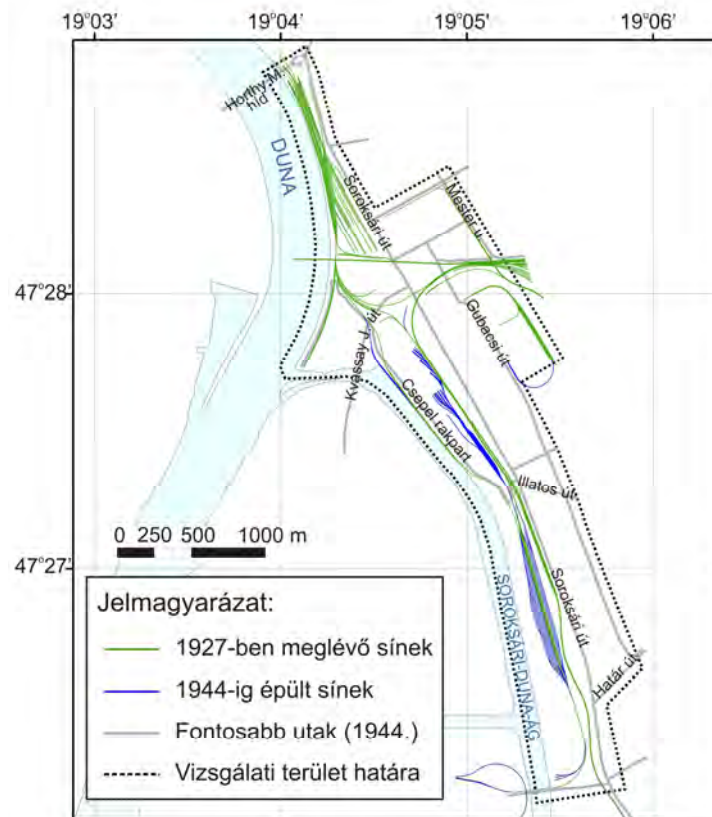 19°03' 19°04' 19°05' 19°06'
Horthy M.
híd
DUNA
Soroksári út
Mester u.
47°28'
Gubacsi út
Kvassay J. út
Csepel rakpart
Illatos út
0 250 500 1000 m
47°27'
Soroksári út
SOROKSÁRI-DUNA-ÁG
Határ út
Jelmagyarázat:
1927-ben meglévő sínek
1944-ig épült sínek
Fontosabb utak (1944.)
Vizsgálati terület határa